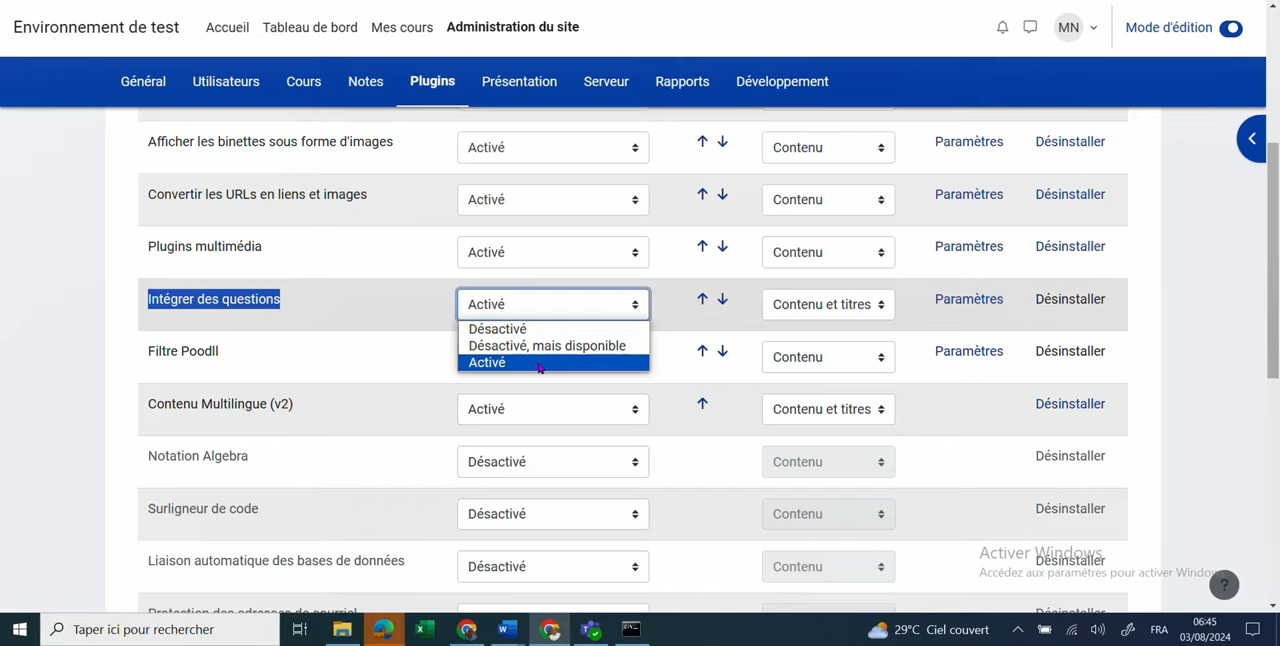 Environnement de test Accueil Tableau de bord Mes cours Administration du site MN Mode d'édition
Général Utilisateurs Cours Notes Plugins Présentation Serveur Rapports Développement
Afficher les binettes sous forme d'images Activé Contenu Paramètres Désinstaller
Convertir les URLs en liens et images Activé Contenu Paramètres Désinstaller
Plugins multimédia Activé Contenu Paramètres Désinstaller
Intégrer des questions Activé Contenu et titres Paramètres Désinstaller
Désactivé
Désactivé, mais disponible
Activé
Filtre Poodll Contenu Paramètres Désinstaller
Contenu Multilingue (v2) Activé Contenu et titres Désinstaller
Notation Algebra Désactivé Contenu Désinstaller
Surligneur de code Désactivé Contenu Désinstaller
Liaison automatique des bases de données Désactivé Contenu Désinstaller
Activer Windows
Accédez aux paramètres pour activer Windows
?
Protection des adresses de courriel Désinstaller
Taper ici pour rechercher 29°C Ciel couvert FRA 06:45
03/08/2024